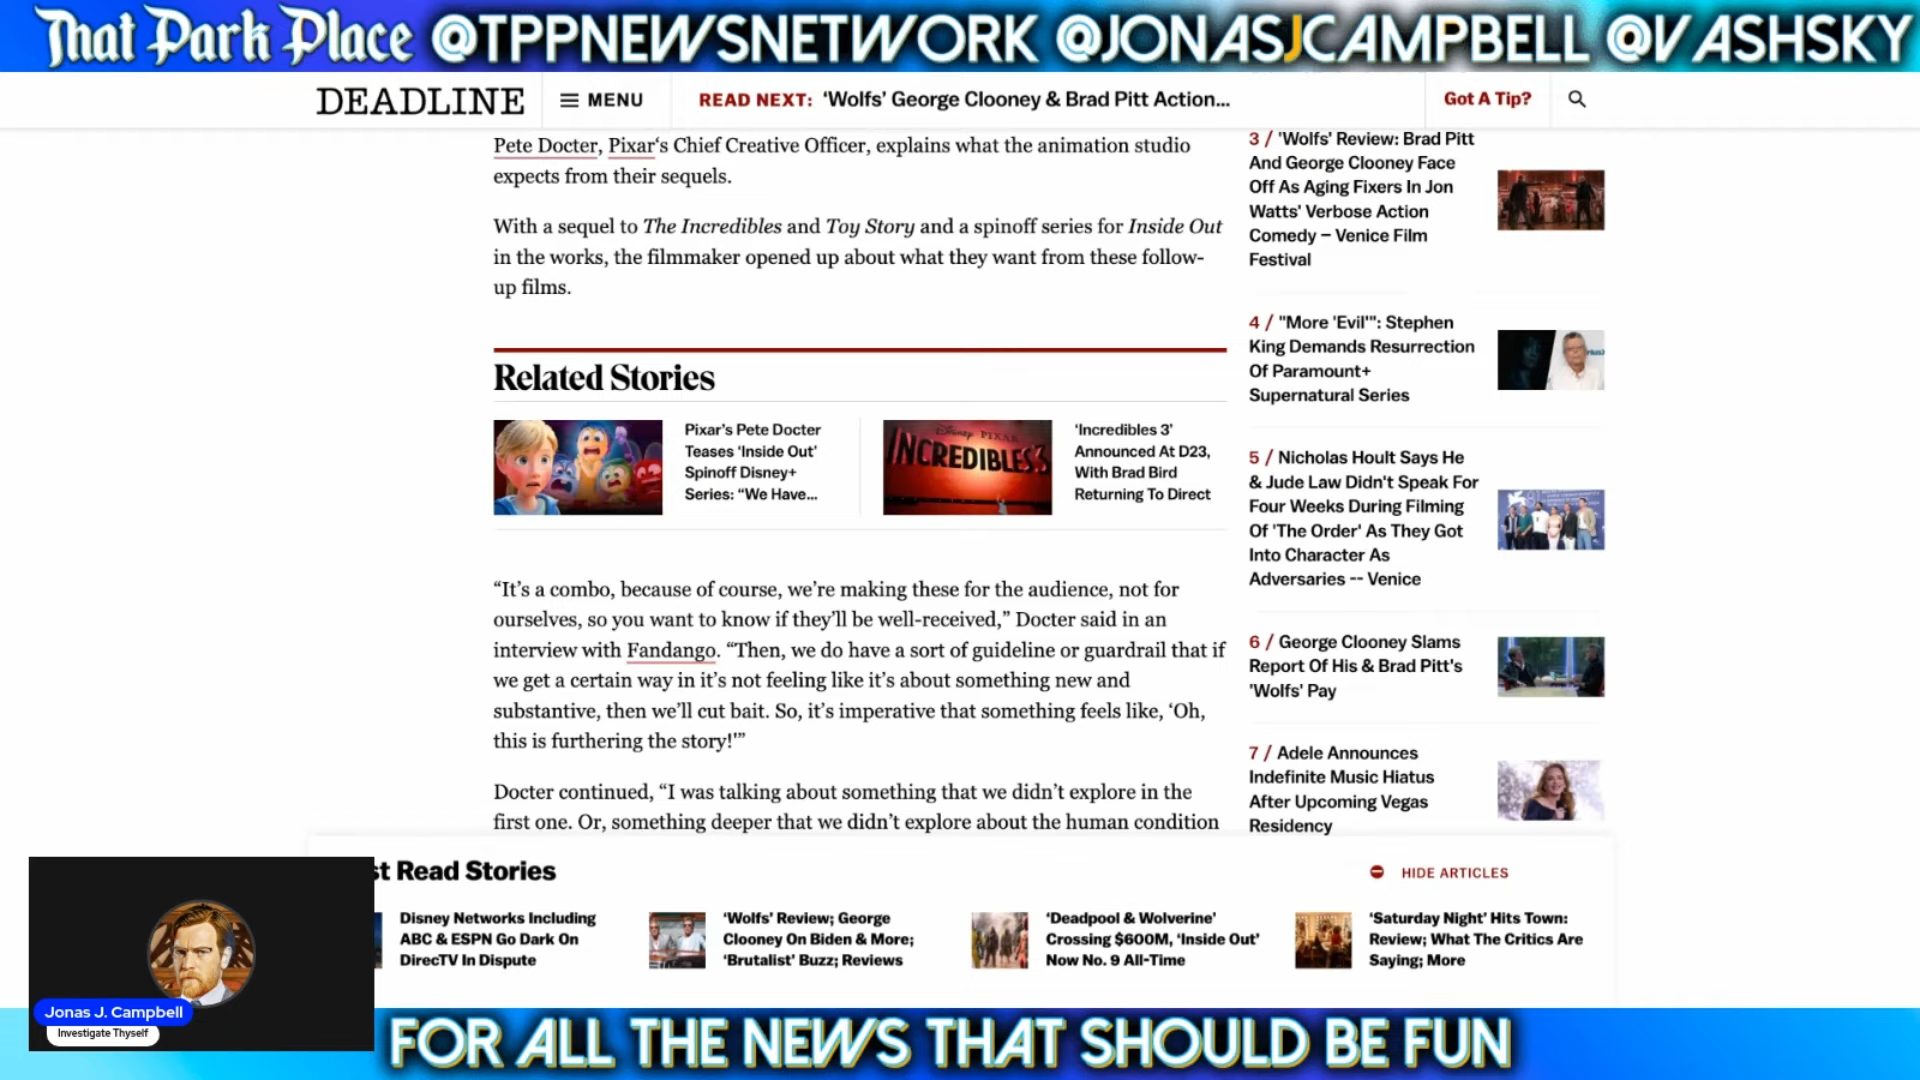 That Park Place @TPPNEWSNETWORK @JONASJCAMPBELL @VASHSKY
DEADLINE
MENU
READ NEXT: ‘Wolfs’ George Clooney & Brad Pitt Action...
Got A Tip?
Pete Docter, Pixar‘s Chief Creative Officer, explains what the animation studio
expects from their sequels.
With a sequel to The Incredibles and Toy Story and a spinoff series for Inside Out
in the works, the filmmaker opened up about what they want from these follow-
up films.
Related Stories
Pixar’s Pete Docter
Teases ‘Inside Out’
Spinoff Disney+
Series: “We Have...
Disney PIXAR
INCREDIBLES 3
‘Incredibles 3’
Announced At D23,
With Brad Bird
Returning To Direct
“It’s a combo, because of course, we’re making these for the audience, not for
ourselves, so you want to know if they’ll be well-received,” Docter said in an
interview with Fandango. “Then, we do have a sort of guideline or guardrail that if
we get a certain way in it’s not feeling like it’s about something new and
substantive, then we’ll cut bait. So, it’s imperative that something feels like, ‘Oh,
this is furthering the story!'”
Docter continued, “I was talking about something that we didn’t explore in the
first one. Or, something deeper that we didn’t explore about the human condition
3 / 'Wolfs' Review: Brad Pitt
And George Clooney Face
Off As Aging Fixers In Jon
Watts' Verbose Action
Comedy – Venice Film
Festival
4 / "More 'Evil'": Stephen
King Demands Resurrection
Of Paramount+
Supernatural Series
5 / Nicholas Hoult Says He
& Jude Law Didn't Speak For
Four Weeks During Filming
Of 'The Order' As They Got
Into Character As
Adversaries -- Venice
6 / George Clooney Slams
Report Of His & Brad Pitt's
'Wolfs' Pay
7 / Adele Announces
Indefinite Music Hiatus
After Upcoming Vegas
Residency
st Read Stories
HIDE ARTICLES
Disney Networks Including
ABC & ESPN Go Dark On
DirecTV In Dispute
‘Wolfs’ Review; George
Clooney On Biden & More;
‘Brutalist’ Buzz; Reviews
‘Deadpool & Wolverine’
Crossing $600M, ‘Inside Out’
Now No. 9 All-Time
‘Saturday Night’ Hits Town:
Review; What The Critics Are
Saying; More
Jonas J. Campbell
Investigate Thyself
FOR ALL THE NEWS THAT SHOULD BE FUN